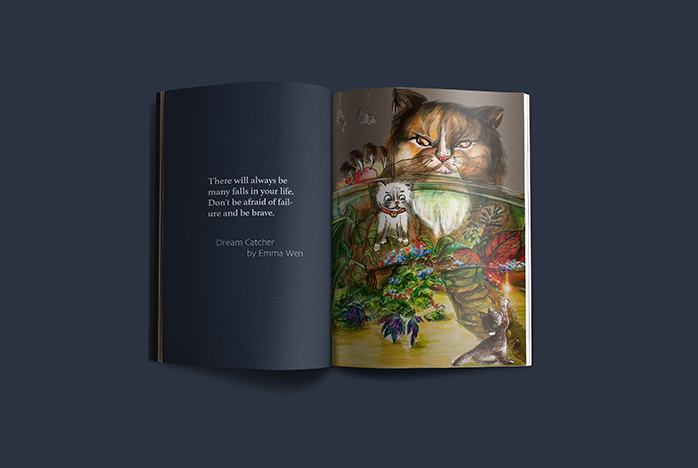 There will always be
many falls in your life.
Don't be afraid of fail-
ure and be brave.
Dream Catcher
by Emma Wen